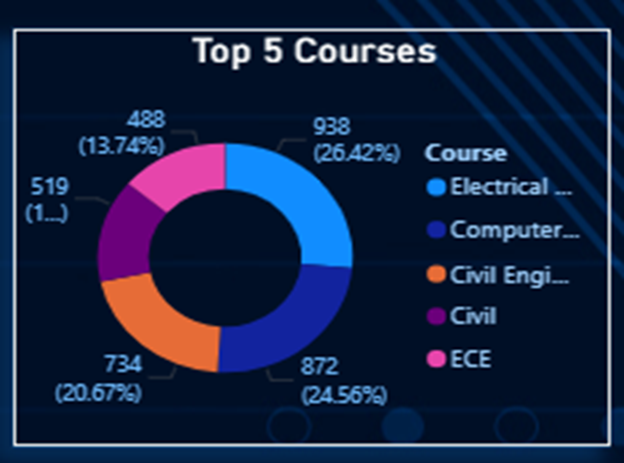 Top 5 Courses
488
(13.74%)
938
(26.42%)
519
(1...)
734
(20.67%)
872
(24.56%)
Course
Electrical ...
Computer...
Civil Engi...
Civil
ECE